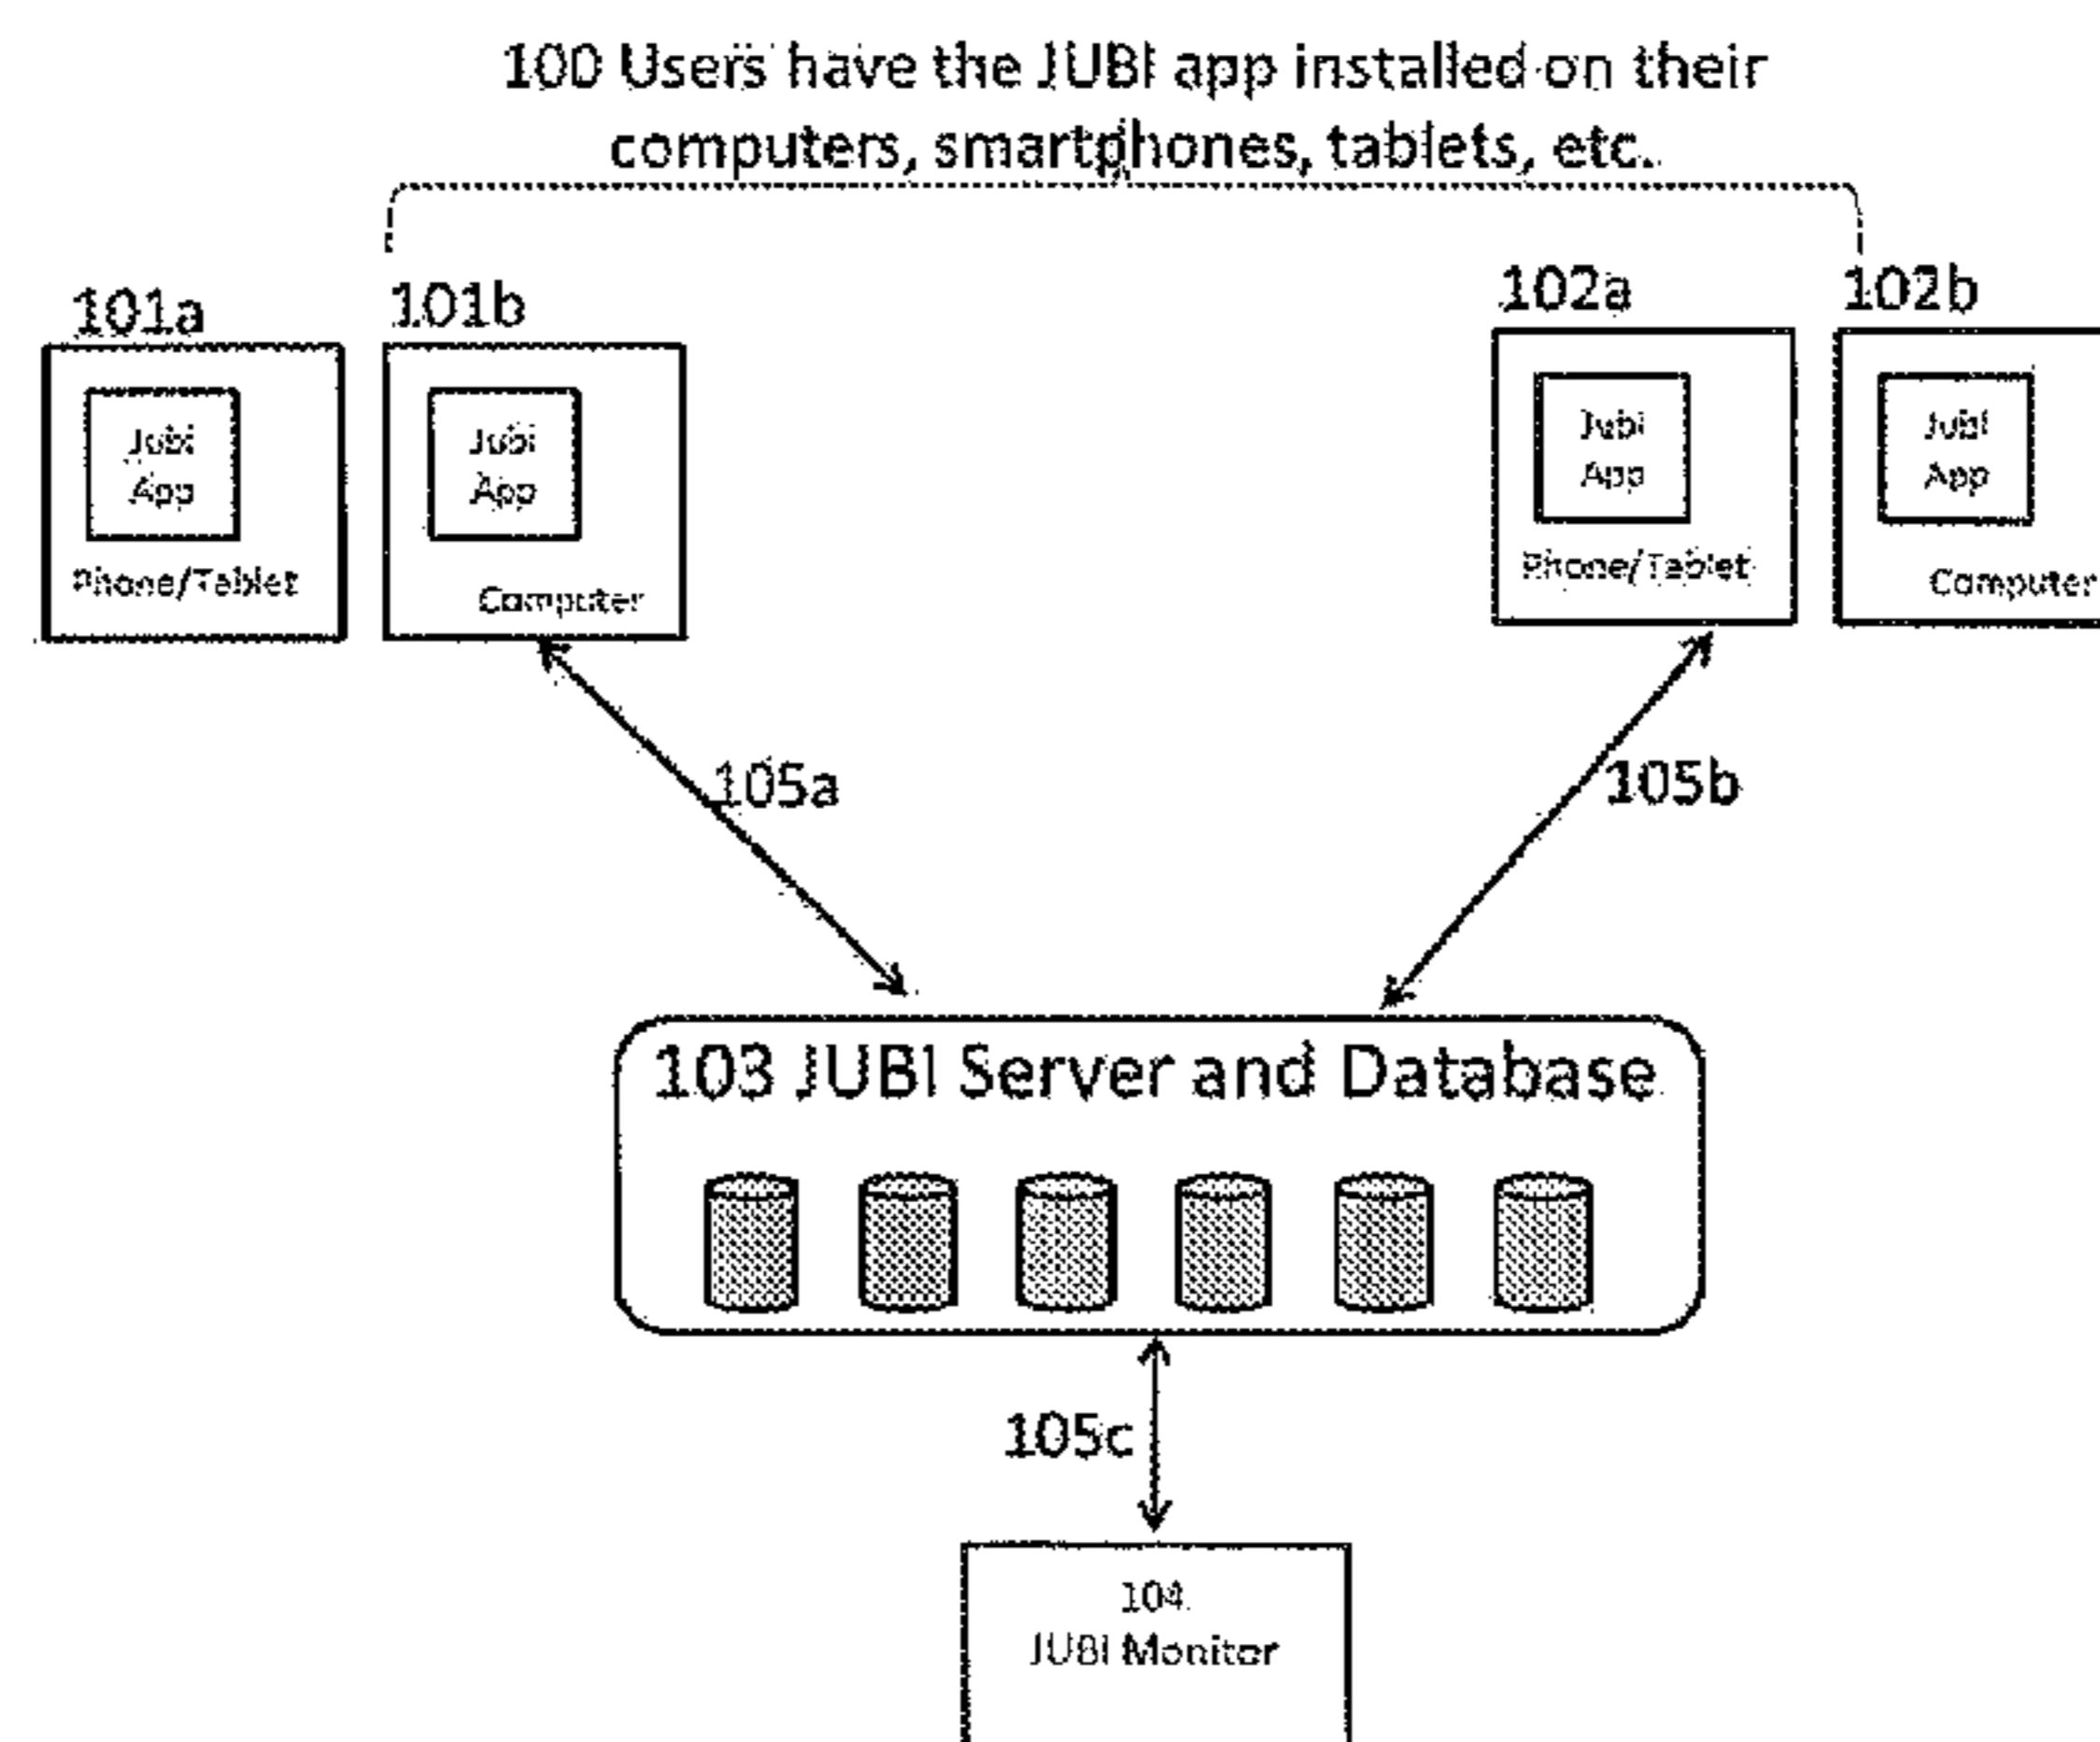 100 Users have the JUBI app installed on their
computers, smartphones, tablets, etc.
101a
101b
102a
102b
Jubi
App
Phone/Tablet
Jubi
App
Computer
Jubi
App
Phone/Tablet
Jubi
App
Computer
105a
105b
103 JUBI Server and Database
105c
104
JUBI Monitor